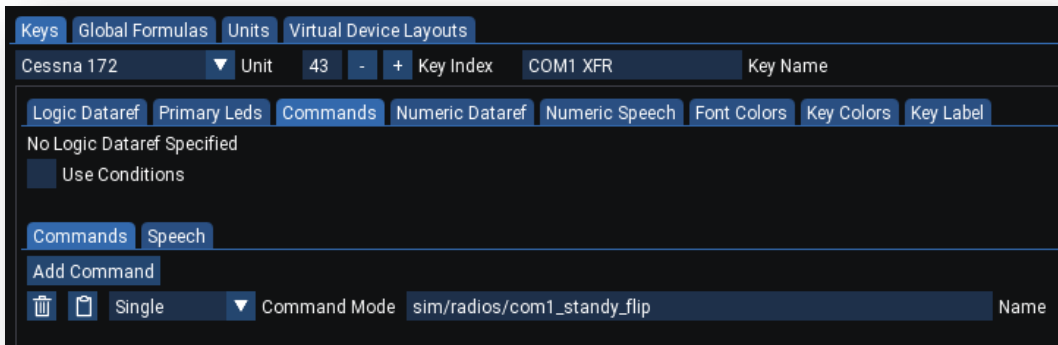 Keys Global Formulas Units Virtual Device Layouts
Cessna 172 Unit 43 - + Key Index COM1 XFR Key Name
Logic Dataref Primary Leds Commands Numeric Dataref Numeric Speech Font Colors Key Colors Key Label
No Logic Dataref Specified
Use Conditions
Commands Speech
Add Command
Single Command Mode sim/radios/com1_standy_flip Name